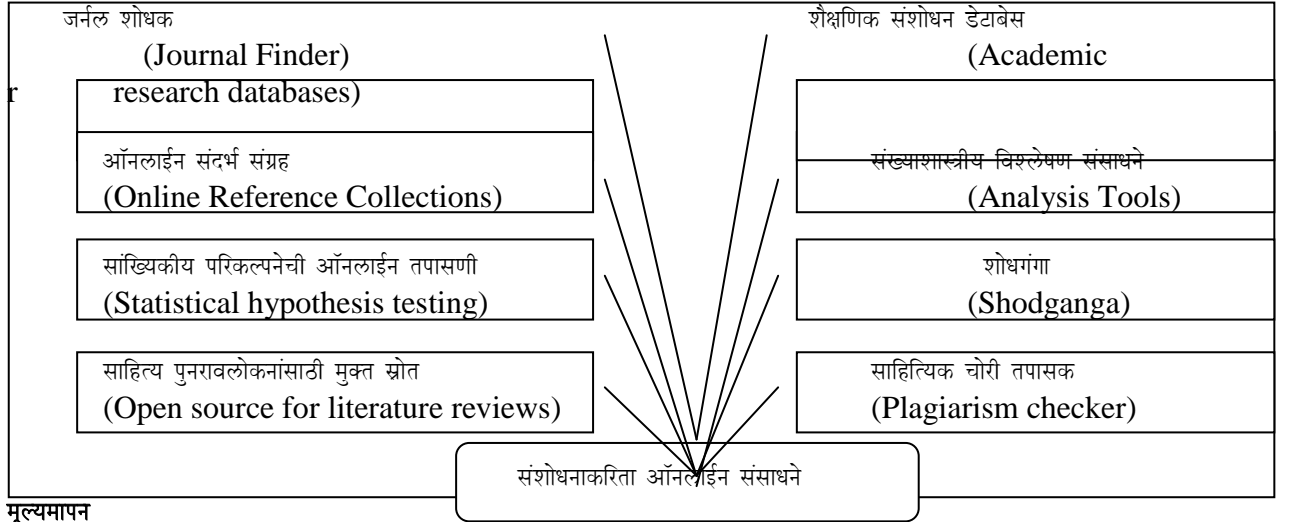 जर्नल शोधक
(Journal Finder)
शैक्षणिक संशोधन डेटाबेस
(Academic
r
research databases)
ऑनलाईन संदर्भ संग्रह
(Online Reference Collections)
संख्याशास्त्रीय विश्लेषण संसाधने
(Analysis Tools)
सांख्यिकीय परिकल्पनेची ऑनलाईन तपासणी
(Statistical hypothesis testing)
शोधगंगा
(Shodganga)
साहित्य पुनरावलोकनांसाठी मुक्त स्रोत
(Open source for literature reviews)
साहित्यिक चोरी तपासक
(Plagiarism checker)
संशोधनाकरिता ऑनलाईन संसाधने
मूल्यमापन